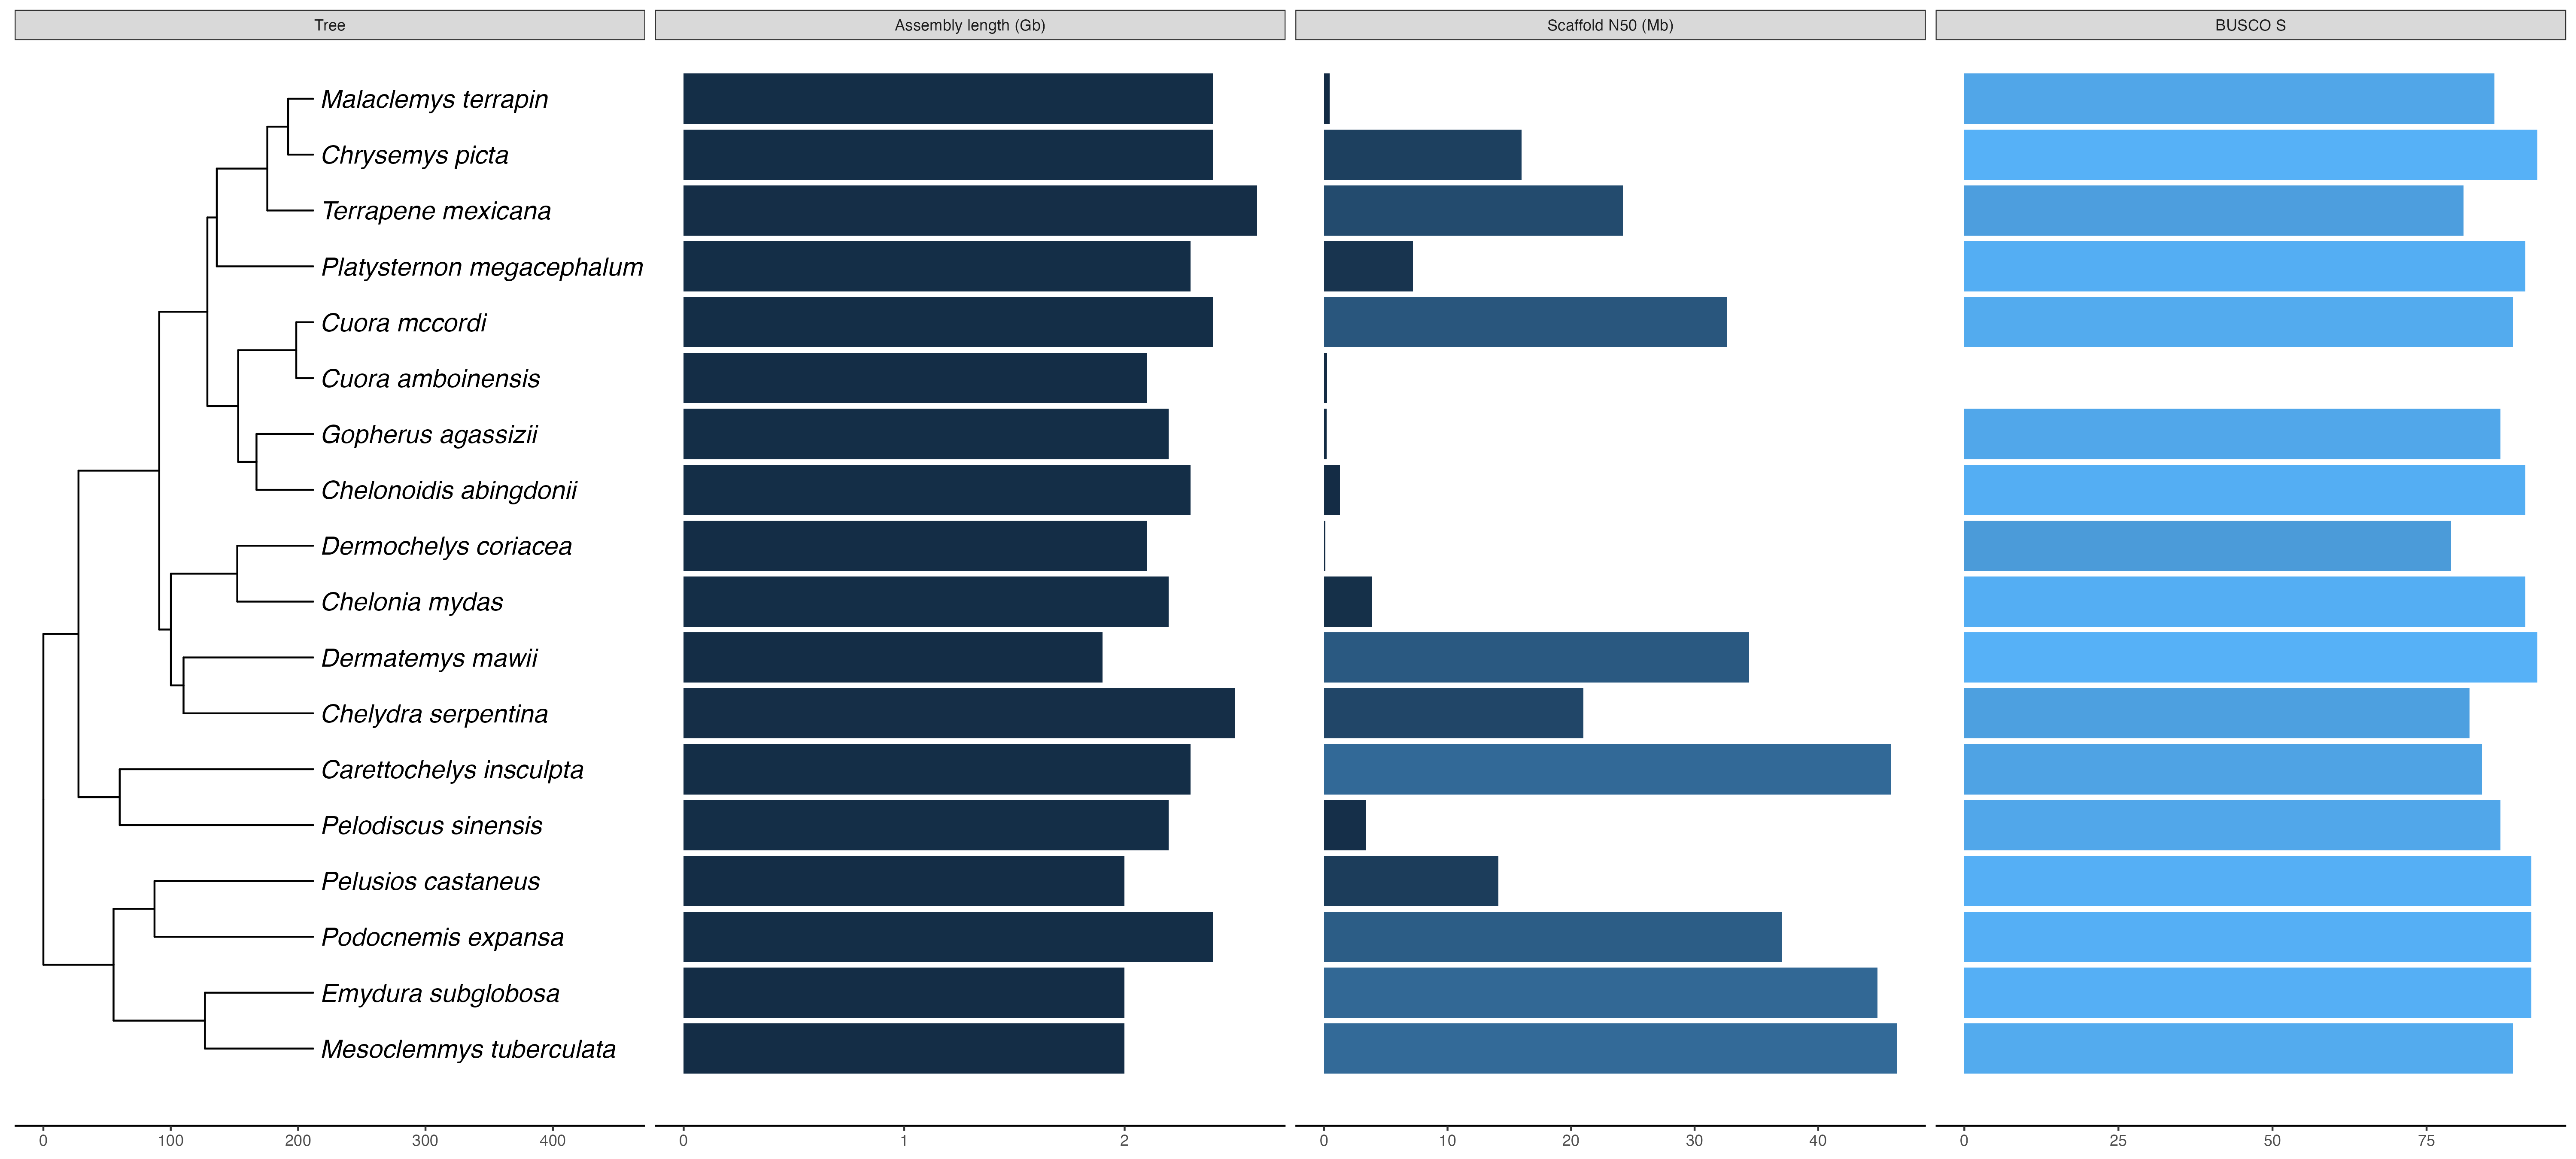 Tree
Assembly length (Gb)
Scaffold N50 (Mb)
BUSCO S
Malaclemys terrapin
Chrysemys picta
Terrapene mexicana
Platysternon megacephalum
Cuora mccordi
Cuora amboinensis
Gopherus agassizii
Chelonoidis abingdonii
Dermochelys coriacea
Chelonia mydas
Dermatemys mawii
Chelydra serpentina
Carettochelys insculpta
Pelodiscus sinensis
Pelusios castaneus
Podocnemis expansa
Emydura subglobosa
Mesoclemmys tuberculata
0 100 200 300 400
0 1 2
0 10 20 30 40
0 25 50 75